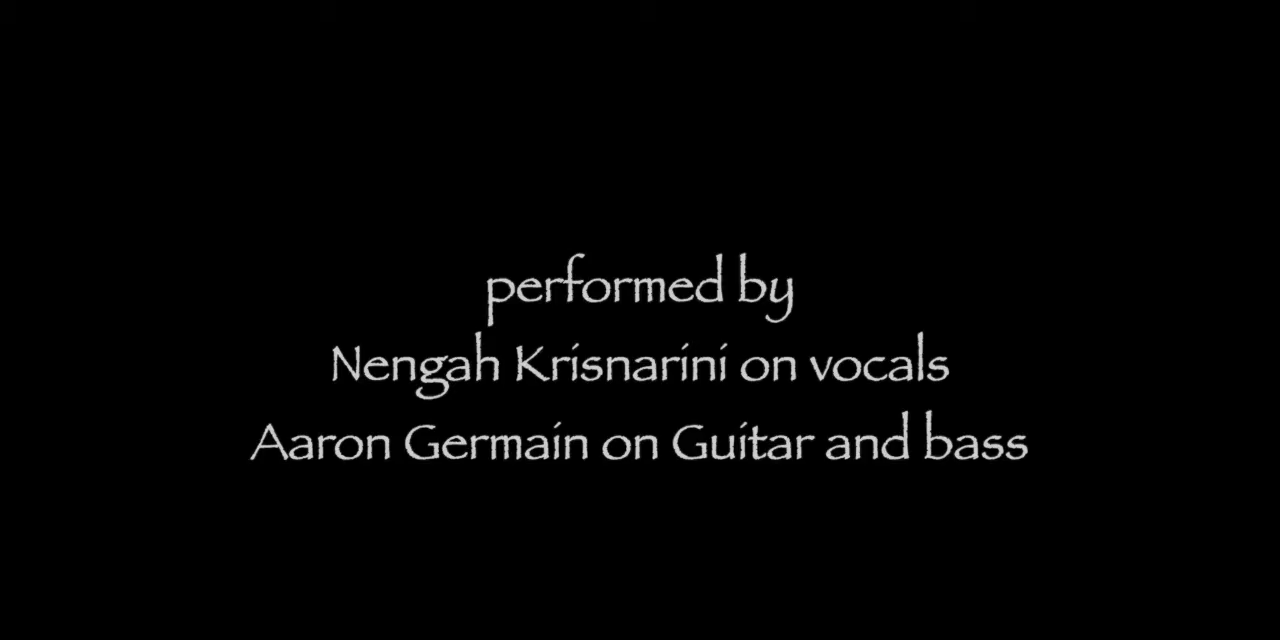 performed by
Nengah Krisnarini on vocals
Aaron Germain on Guitar and bass